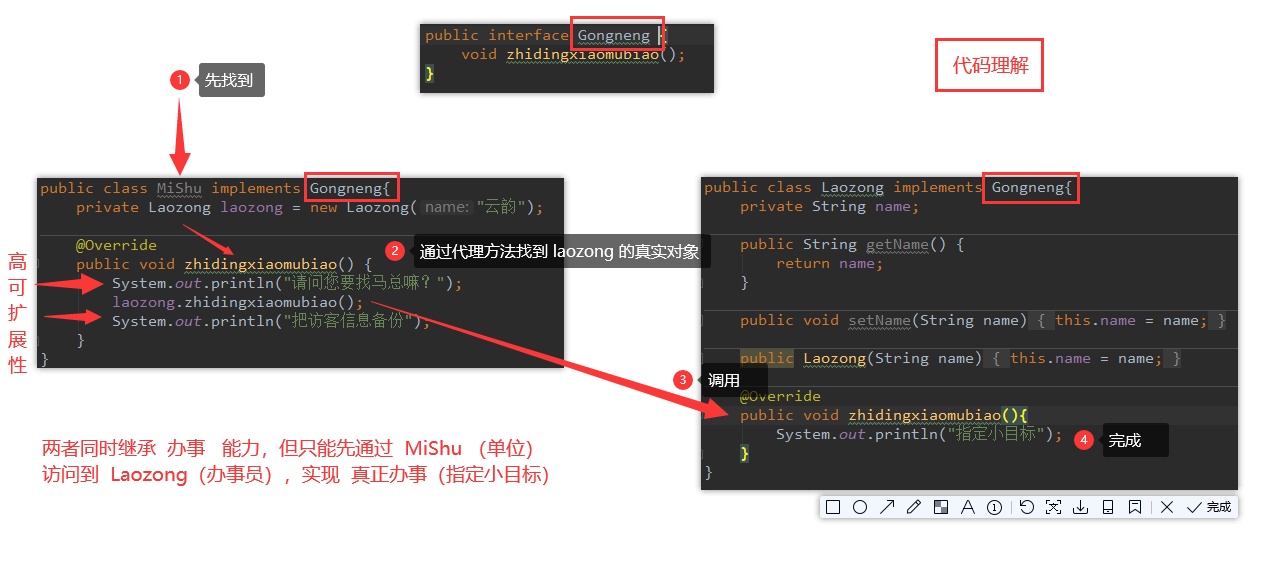 public interface Gongneng {
void zhidingxiaomubiao();
}
代码理解
1 先找到
public class MiShu implements Gongneng{
private Laozong laozong = new Laozong( name: "云韵");
@Override
public void zhidingxiaomubiao() {
System.out.println("请问您要找马总嘛? ");
laozong.zhidingxiaomubiao();
System.out.println("把访客信息备份");
}
}
2 通过代理方法找到 laozong 的真实对象
高
可
扩
展
性
public class Laozong implements Gongneng{
private String name;
public String getName() {
return name;
}
public void setName(String name) { this.name = name; }
public Laozong(String name) { this.name = name; }
3 调用
@Override
public void zhidingxiaomubiao(){
System.out.println("指定小目标");
4 完成
}
}
两者同时继承 办事 能力，但只能先通过 MiShu （单位）
访问到 Laozong（办事员），实现 真正办事（指定小目标）
完成